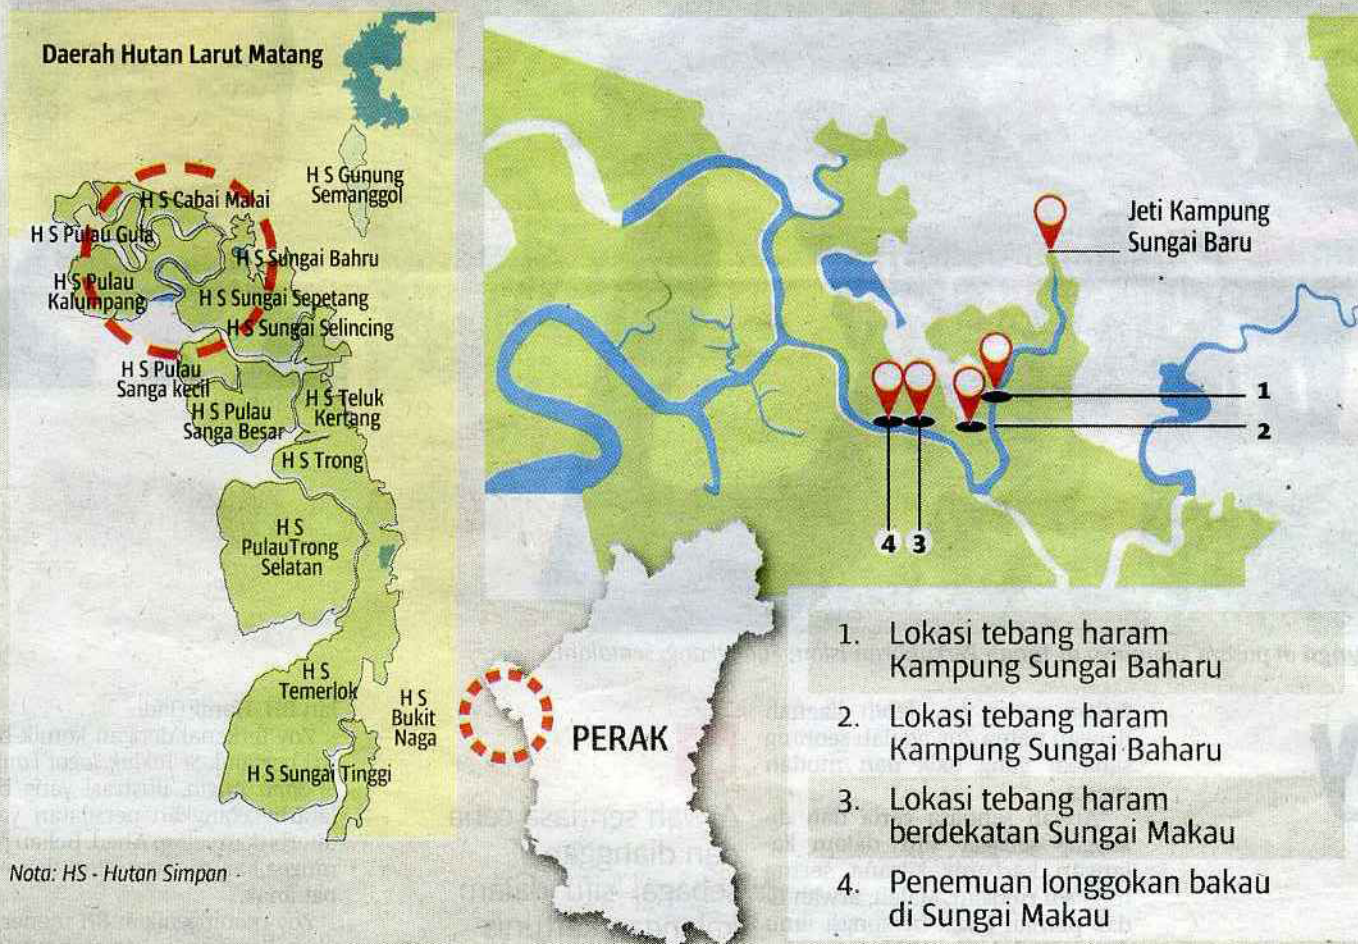 Daerah Hutan Larut Matang
H S Gunung
Semanggol
H S Cabai Malai
H S Pulau Gula
H S Sungai Bahru
H S Pulau
Kalumpang
H S Sungai Sepetang
H S Sungai Selincing
H S Pulau
Sanga kecil
H S Pulau
Sanga Besar
H S Teluk
Kertang
H S Trong
H S
PulauTrong
Selatan
H S
Temerlok
H S
Bukit
Naga
H S Sungai Tinggi
Nota: HS - Hutan Simpan
Jeti Kampung
Sungai Baru
1
2
4 3
PERAK
1. Lokasi tebang haram
Kampung Sungai Baharu
2. Lokasi tebang haram
Kampung Sungai Baharu
3. Lokasi tebang haram
berdekatan Sungai Makau
4. Penemuan longgokan bakau
di Sungai Makau